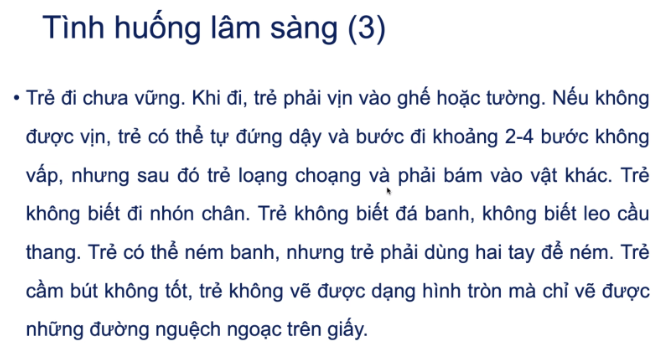 Tình huống lâm sàng (3)
• Trẻ đi chưa vững. Khi đi, trẻ phải vịn vào ghế hoặc tường. Nếu không
được vịn, trẻ có thể tự đứng dậy và bước đi khoảng 2-4 bước không
vấp, nhưng sau đó trẻ loạng choạng và phải bám vào vật khác. Trẻ
không biết đi nhón chân. Trẻ không biết đá banh, không biết leo cầu
thang. Trẻ có thể ném banh, nhưng trẻ phải dùng hai tay để ném. Trẻ
cầm bút không tốt, trẻ không vẽ được dạng hình tròn mà chỉ vẽ được
những đường nguệch ngoạc trên giấy.